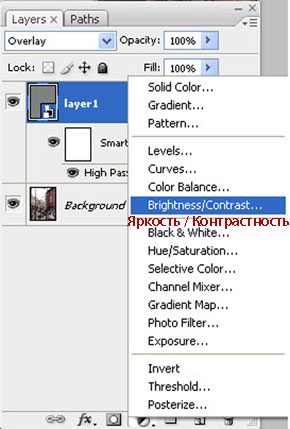 Layers × Paths
Overlay Opacity: 100%
Lock: Fill: 100%
layer1
Smart
High Pass
Background
Solid Color...
Gradient...
Pattern...
Levels...
Curves...
Color Balance...
Brightness/Contrast...
Яркость / Контрастность
Black & White...
Hue/Saturation...
Selective Color...
Channel Mixer...
Gradient Map...
Photo Filter...
Exposure...
Invert
Threshold...
Posterize...
fx.